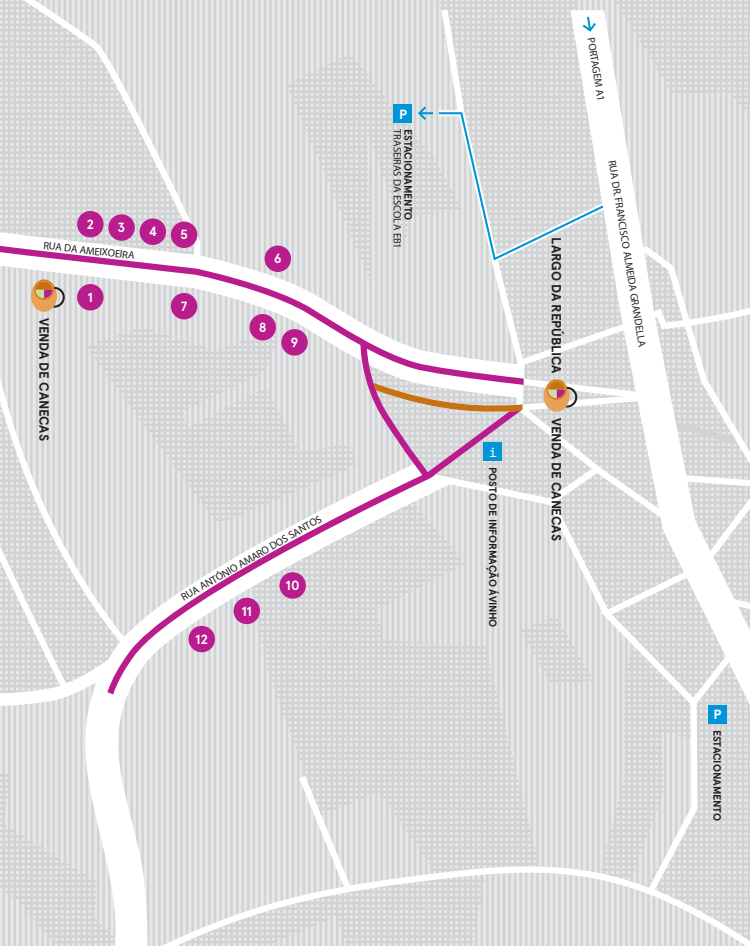 PORTAGEM A1
P
ESTACIONAMENTO
TRASEIRAS DA ESCOLA EB1
RUA DR. FRANCISCO ALMEIDA GRANDELLA
2
3
4
5
RUA DA AMEIXOEIRA
6
LARGO DA REPÚBLICA
1
7
8
9
VENDA DE CANECAS
VENDA DE CANECAS
i
POSTO DE INFORMAÇÃO ÁVINHO
RUA ANTÓNIO AMARO DOS SANTOS
10
11
12
P
ESTACIONAMENTO